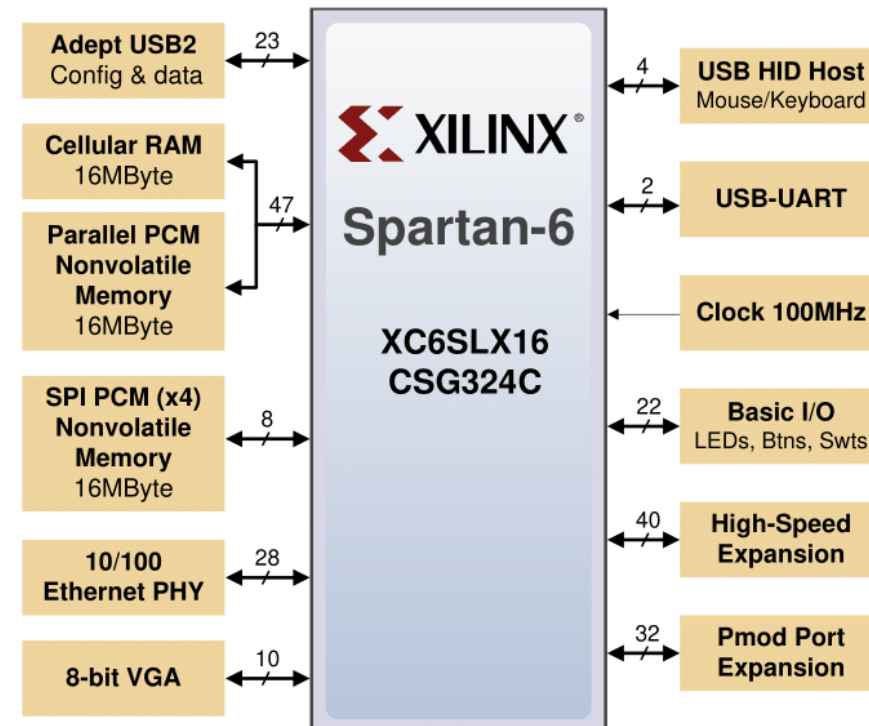 Adept USB2
Config & data
23
Cellular RAM
16MByte
47
Parallel PCM
Nonvolatile
Memory
16MByte
SPI PCM (x4)
Nonvolatile
Memory
16MByte
8
10/100
Ethernet PHY
28
8-bit VGA
10
XILINX®
Spartan-6
XC6SLX16
CSG324C
4
USB HID Host
Mouse/Keyboard
2
USB-UART
Clock 100MHz
22
Basic I/O
LEDs, Btns, Swts
40
High-Speed
Expansion
32
Pmod Port
Expansion